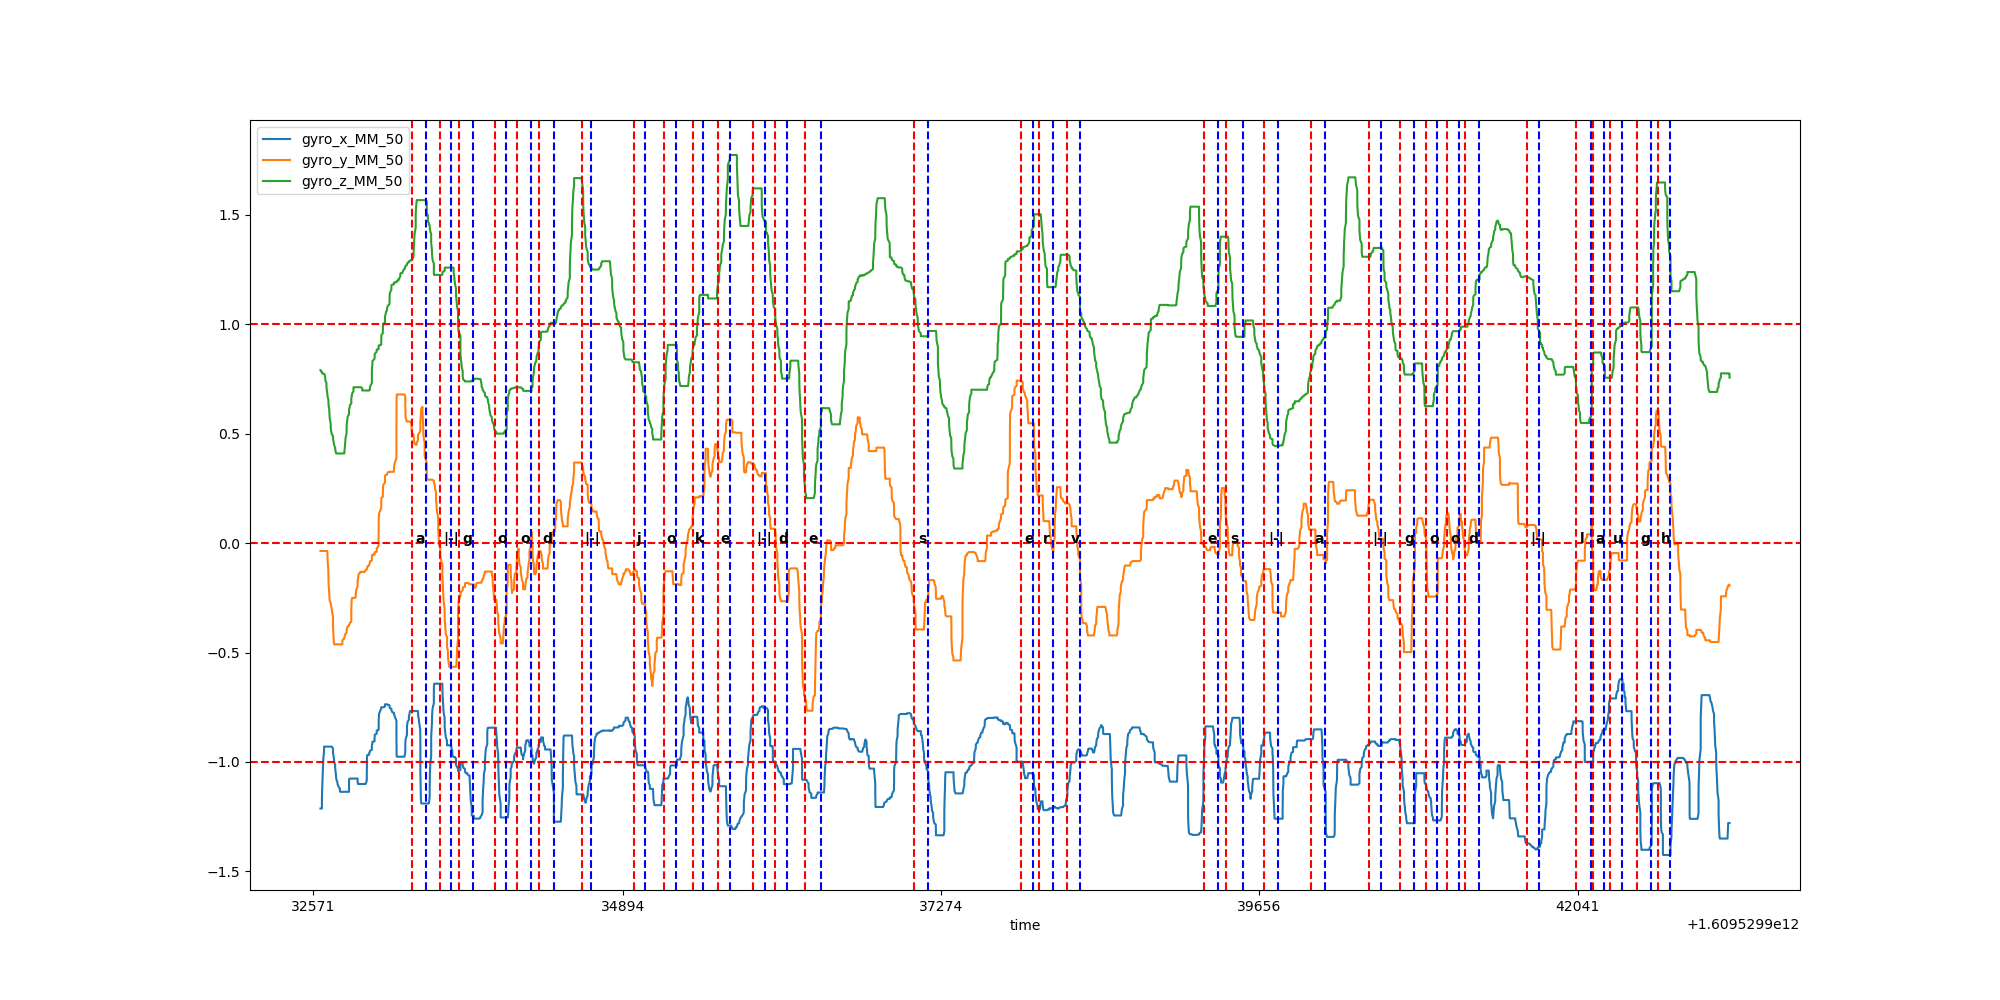 gyro_x_MM_50
gyro_y_MM_50
gyro_z_MM_50
1.5
1.0
0.5
0.0
−0.5
−1.0
−1.5
a |-| g o o d |-| j o k e |-| d e s e r v e s |-| a |-| g o o d |-| l a u g h
32571 34894 37274 39656 42041
time
+1.6095299e12